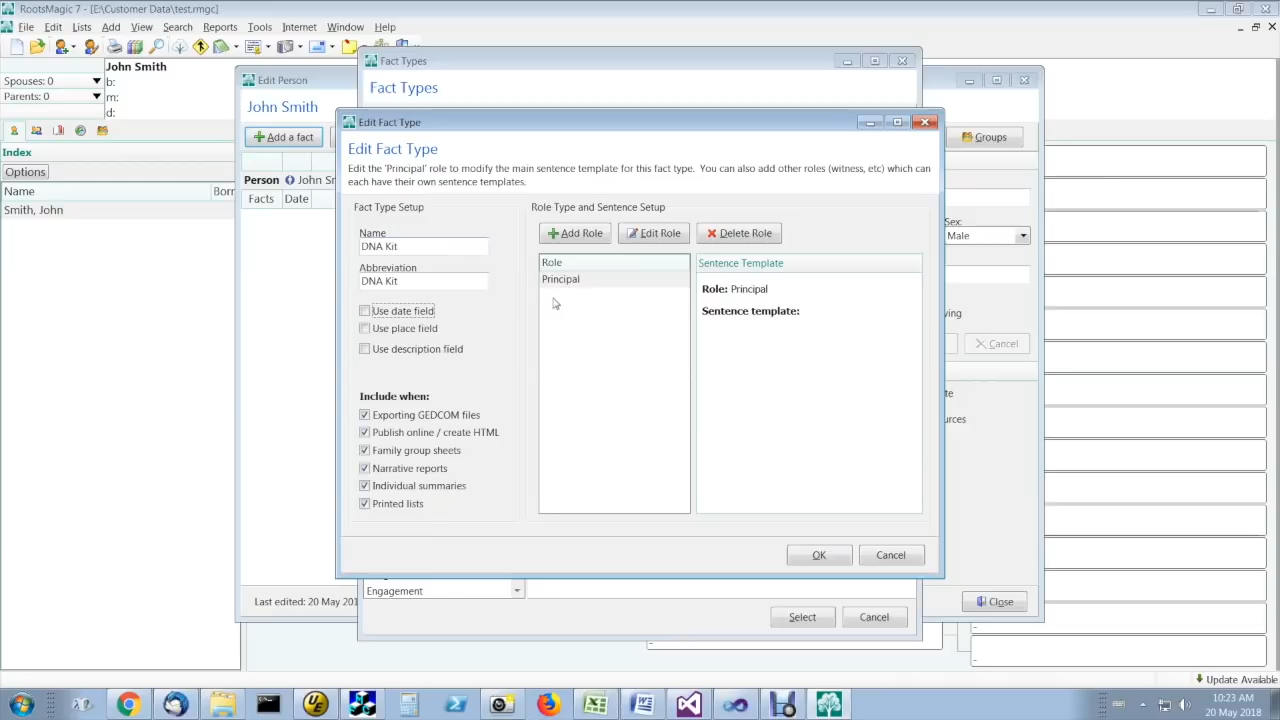 RootsMagic 7 - [E:\Customer Data\test.rmgc]
File Edit Lists Add View Search Reports Tools Internet Window Help
John Smith
Spouses: 0
b:
Parents: 0
m:
d:
Index
Options
Name Born
Smith, John
Edit Person
John Smith
Add a fact
Groups
Person John Sm
Facts Date
Sex:
Male
ving
Cancel
te
ources
Last edited: 20 May 201
Close
Fact Types
Fact Types
Engagement
Select Cancel
Edit Fact Type
Edit Fact Type
Edit the 'Principal' role to modify the main sentence template for this fact type. You can also add other roles (witness, etc) which can
each have their own sentence templates.
Fact Type Setup
Name
DNA Kit
Abbreviation
DNA Kit
Use date field
Use place field
Use description field
Include when:
Exporting GEDCOM files
Publish online / create HTML
Family group sheets
Narrative reports
Individual summaries
Printed lists
Role Type and Sentence Setup
Add Role Edit Role Delete Role
Role
Principal
Sentence Template
Role: Principal
Sentence template:
OK Cancel
Update Available
10:23 AM
20 May 2018